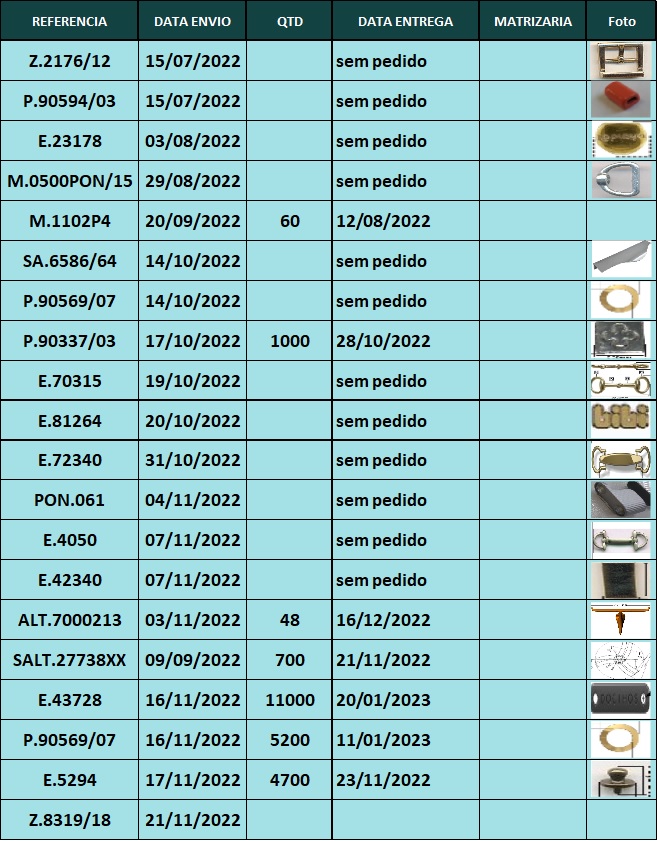 REFERENCIA DATA ENVIO QTD DATA ENTREGA MATRIZARIA Foto
Z.2176/12 15/07/2022 sem pedido
P.90594/03 15/07/2022 sem pedido
E.23178 03/08/2022 sem pedido
M.0500PON/15 29/08/2022 sem pedido
M.1102P4 20/09/2022 60 12/08/2022
SA.6586/64 14/10/2022 sem pedido
P.90569/07 14/10/2022 sem pedido
P.90337/03 17/10/2022 1000 28/10/2022
E.70315 19/10/2022 sem pedido
E.81264 20/10/2022 sem pedido bibi
E.72340 31/10/2022 sem pedido
PON.061 04/11/2022 sem pedido
E.4050 07/11/2022 sem pedido
E.42340 07/11/2022 sem pedido
ALT.7000213 03/11/2022 48 16/12/2022
SALT.27738XX 09/09/2022 700 21/11/2022
E.43728 16/11/2022 11000 20/01/2023
P.90569/07 16/11/2022 5200 11/01/2023
E.5294 17/11/2022 4700 23/11/2022
Z.8319/18 21/11/2022